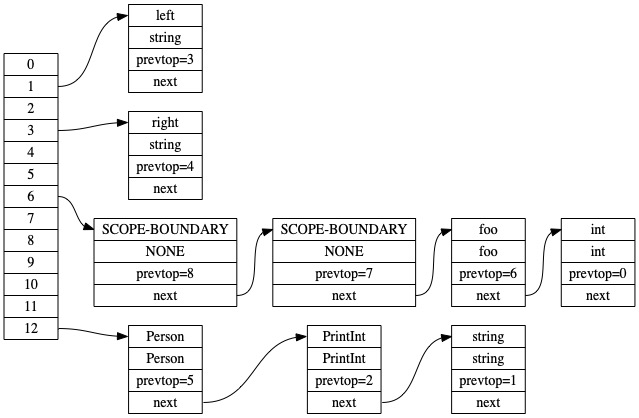 0
1
2
3
4
5
6
7
8
9
10
11
12
left
string
prevtop=3
next
right
string
prevtop=4
next
SCOPE-BOUNDARY
NONE
prevtop=8
next
SCOPE-BOUNDARY
NONE
prevtop=7
next
foo
foo
prevtop=6
next
int
int
prevtop=0
next
Person
Person
prevtop=5
next
PrintInt
PrintInt
prevtop=2
next
string
string
prevtop=1
next